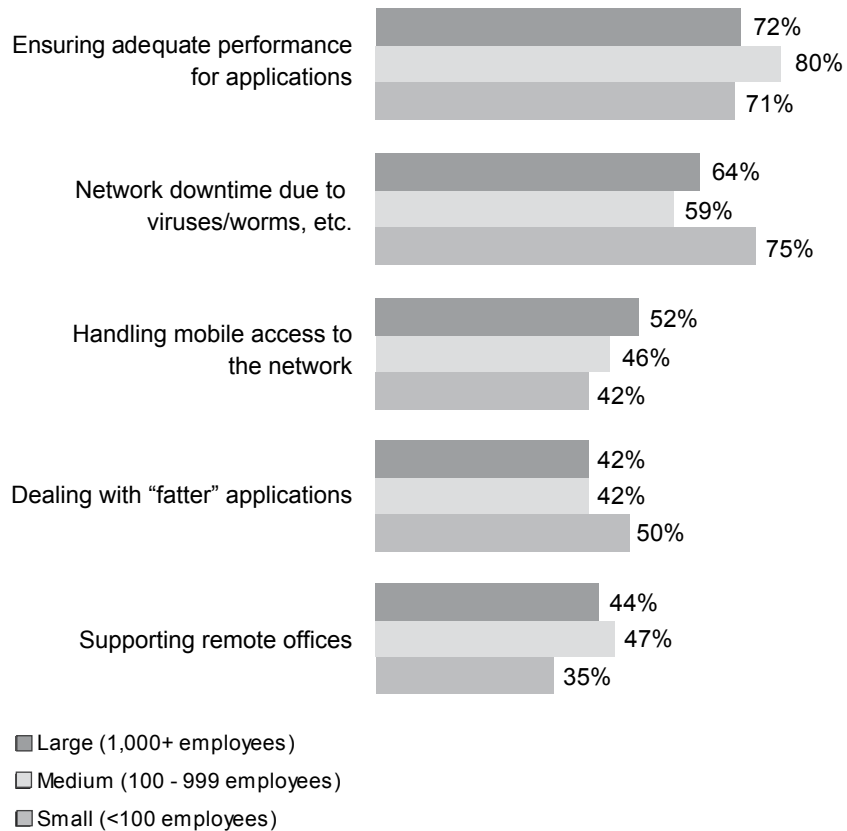 Ensuring adequate performance
for applications
72%
80%
71%
Network downtime due to
viruses/worms, etc.
64%
59%
75%
Handling mobile access to
the network
52%
46%
42%
Dealing with “fatter” applications
42%
42%
50%
Supporting remote offices
44%
47%
35%
Large (1,000+ employees)
Medium (100 - 999 employees)
Small (<100 employees)